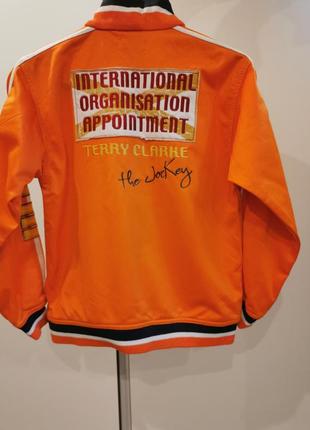 INTERNATIONAL
ORGANISATION
APPOINTMENT
TERRY CLARKE
the Jockey